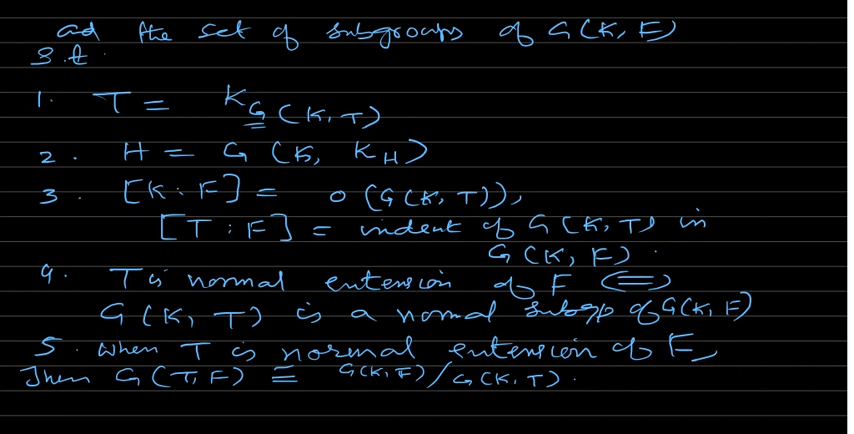 and the set of subgroups of G(K, F)
s.t.
1. T = K_G(K, T)
2. H = G(K, K_H)
3. [K : F] = o(G(K, T)),
[T : F] = index of G(K, T) in
G(K, F).
4. T is normal extension of F ⟺
G(K, T) is a normal subgp of G(K, F)
5. When T is normal extension of F,
Then G(T, F) ≅ G(K, F)/G(K, T).